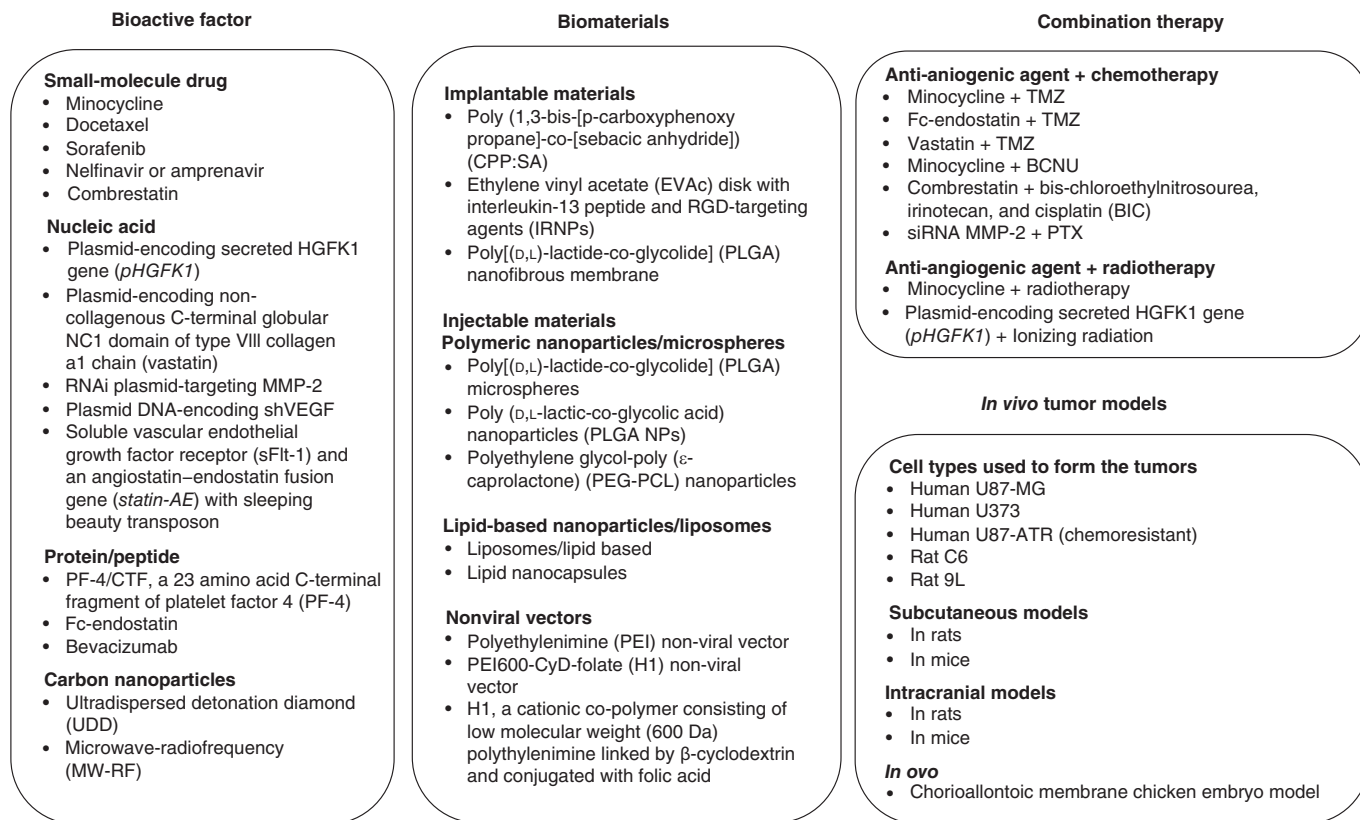 Bioactive factor
Small-molecule drug
• Minocycline
• Docetaxel
• Sorafenib
• Nelfinavir or amprenavir
• Combrestatin
Nucleic acid
• Plasmid-encoding secreted HGFK1
gene (pHGFK1)
• Plasmid-encoding non-
collagenous C-terminal globular
NC1 domain of type VIII collagen
a1 chain (vastatin)
• RNAi plasmid-targeting MMP-2
• Plasmid DNA-encoding shVEGF
• Soluble vascular endothelial
growth factor receptor (sFlt-1) and
an angiostatin–endostatin fusion
gene (statin-AE) with sleeping
beauty transposon
Protein/peptide
• PF-4/CTF, a 23 amino acid C-terminal
fragment of platelet factor 4 (PF-4)
• Fc-endostatin
• Bevacizumab
Carbon nanoparticles
• Ultradispersed detonation diamond
(UDD)
• Microwave-radiofrequency
(MW-RF)
Biomaterials
Implantable materials
• Poly (1,3-bis-[p-carboxyphenoxy
propane]-co-[sebacic anhydride])
(CPP:SA)
• Ethylene vinyl acetate (EVAc) disk with
interleukin-13 peptide and RGD-targeting
agents (IRNPs)
• Poly[(D,L)-lactide-co-glycolide] (PLGA)
nanofibrous membrane
Injectable materials
Polymeric nanoparticles/microspheres
• Poly[(D,L)-lactide-co-glycolide] (PLGA)
microspheres
• Poly (D,L-lactic-co-glycolic acid)
nanoparticles (PLGA NPs)
• Polyethylene glycol-poly (ε-
caprolactone) (PEG-PCL) nanoparticles
Lipid-based nanoparticles/liposomes
• Liposomes/lipid based
• Lipid nanocapsules
Nonviral vectors
• Polyethylenimine (PEI) non-viral vector
• PEI600-CyD-folate (H1) non-viral
vector
• H1, a cationic co-polymer consisting of
low molecular weight (600 Da)
polythylenimine linked by β-cyclodextrin
and conjugated with folic acid
Combination therapy
Anti-aniogenic agent + chemotherapy
• Minocycline + TMZ
• Fc-endostatin + TMZ
• Vastatin + TMZ
• Minocycline + BCNU
• Combrestatin + bis-chloroethylnitrosourea,
irinotecan, and cisplatin (BIC)
• siRNA MMP-2 + PTX
Anti-angiogenic agent + radiotherapy
• Minocycline + radiotherapy
• Plasmid-encoding secreted HGFK1 gene
(pHGFK1) + Ionizing radiation
In vivo tumor models
Cell types used to form the tumors
• Human U87-MG
• Human U373
• Human U87-ATR (chemoresistant)
• Rat C6
• Rat 9L
Subcutaneous models
• In rats
• In mice
Intracranial models
• In rats
• In mice
In ovo
• Chorioallontoic membrane chicken embryo model